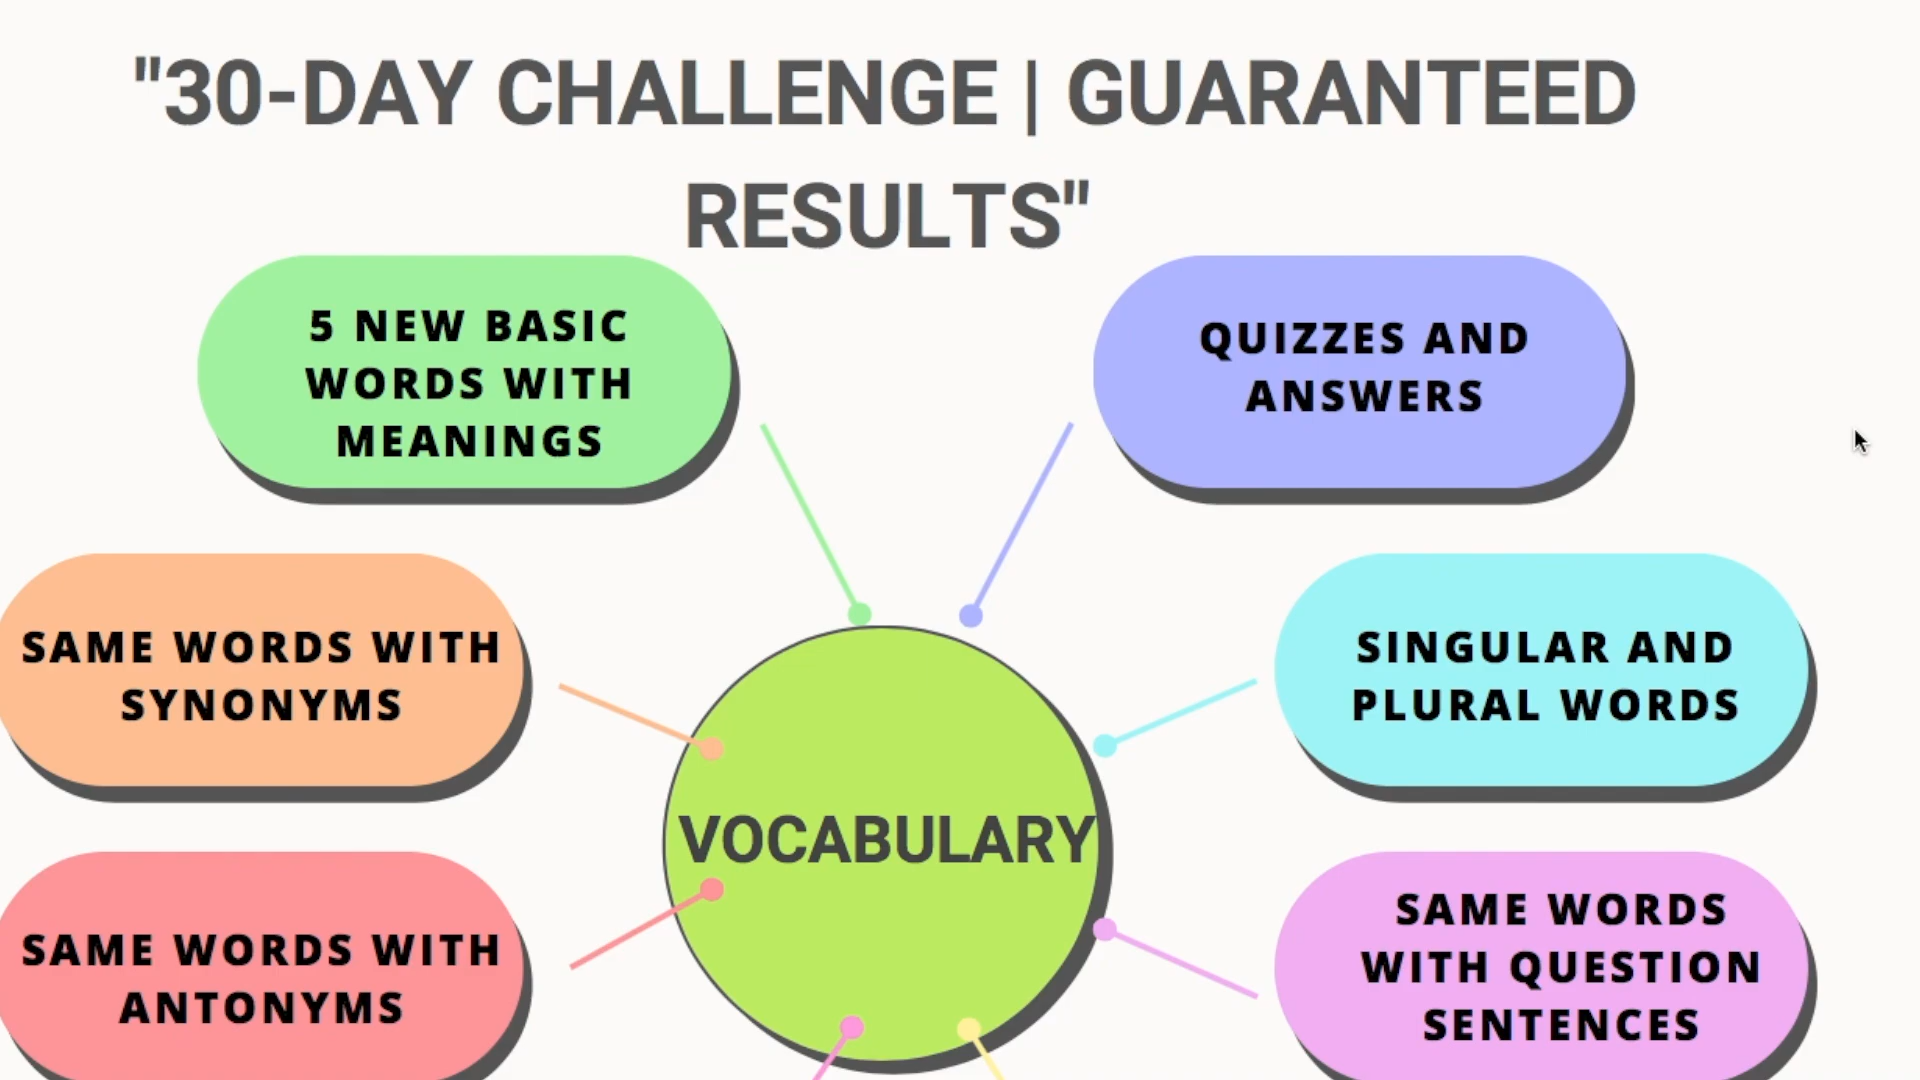 "30-DAY CHALLENGE | GUARANTEED
RESULTS"
5 NEW BASIC
WORDS WITH
MEANINGS
QUIZZES AND
ANSWERS
SAME WORDS WITH
SYNONYMS
SINGULAR AND
PLURAL WORDS
VOCABULARY
SAME WORDS WITH
ANTONYMS
SAME WORDS
WITH QUESTION
SENTENCES